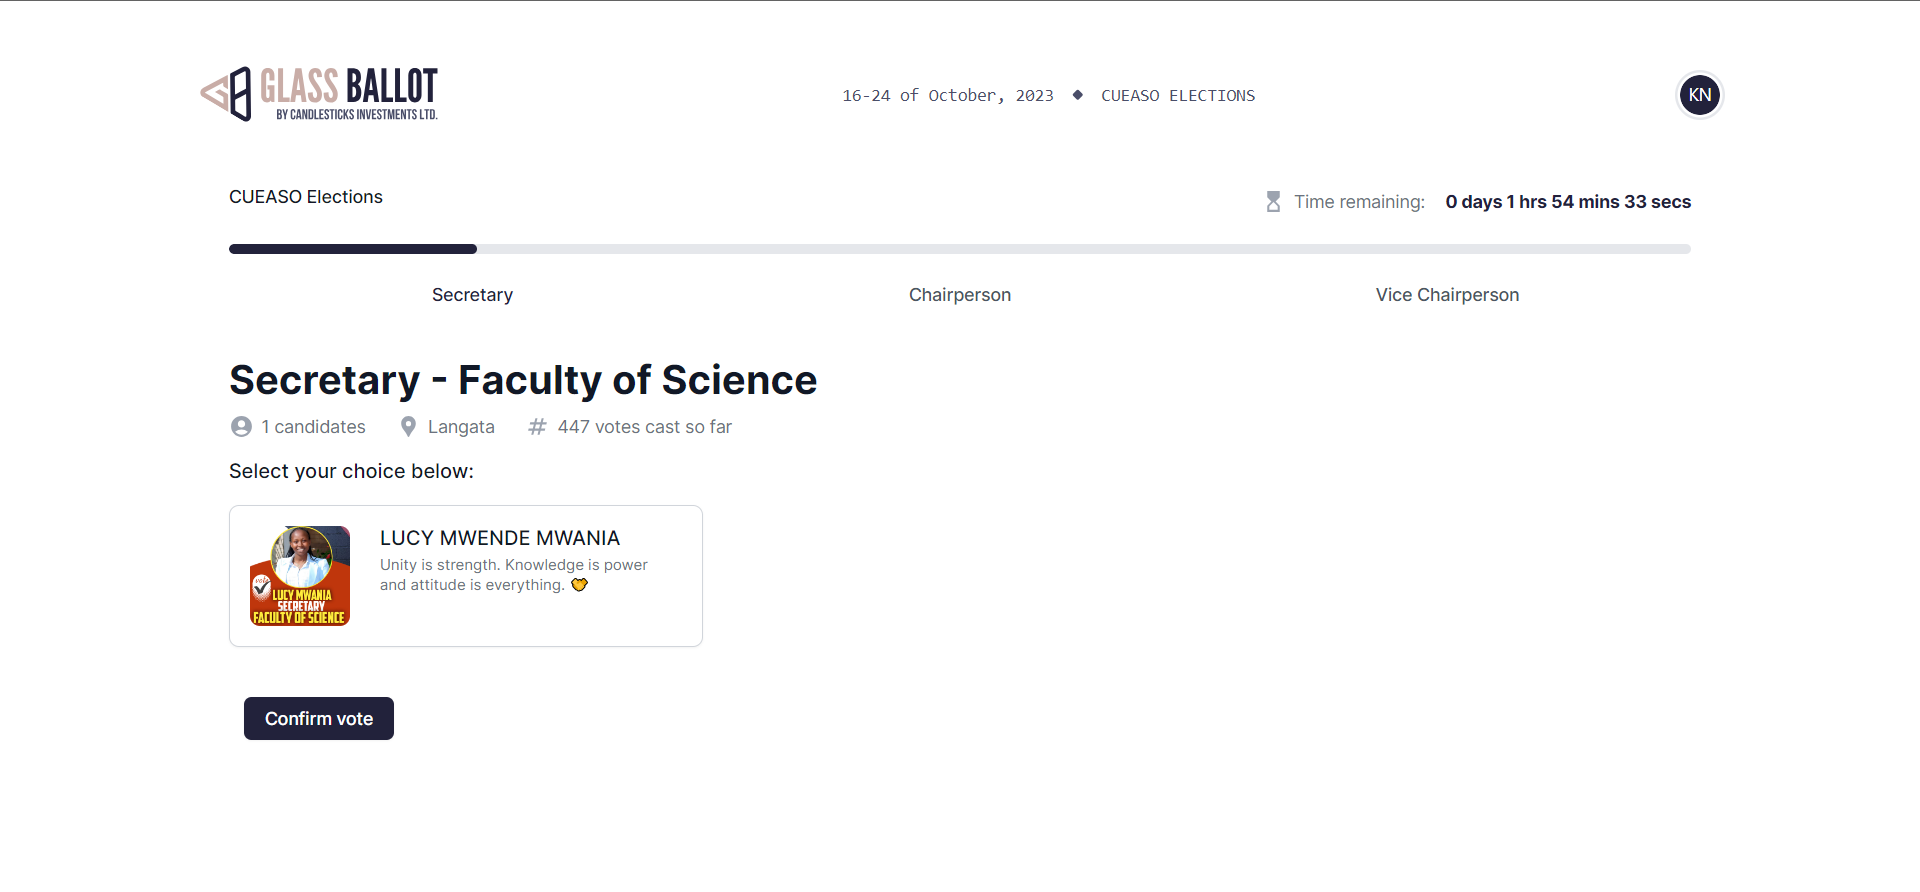 GLASS BALLOT
BY CANDLESTICKS INVESTMENTS LTD.
16-24 of October, 2023 ◆ CUEASO ELECTIONS
KN
CUEASO Elections
Time remaining: 0 days 1 hrs 54 mins 33 secs
Secretary
Chairperson
Vice Chairperson
Secretary - Faculty of Science
1 candidates
Langata
# 447 votes cast so far
Select your choice below:
vote
LUCY MWANIA
SECRETARY
FACULTY OF SCIENCE
LUCY MWENDE MWANIA
Unity is strength. Knowledge is power
and attitude is everything.
Confirm vote